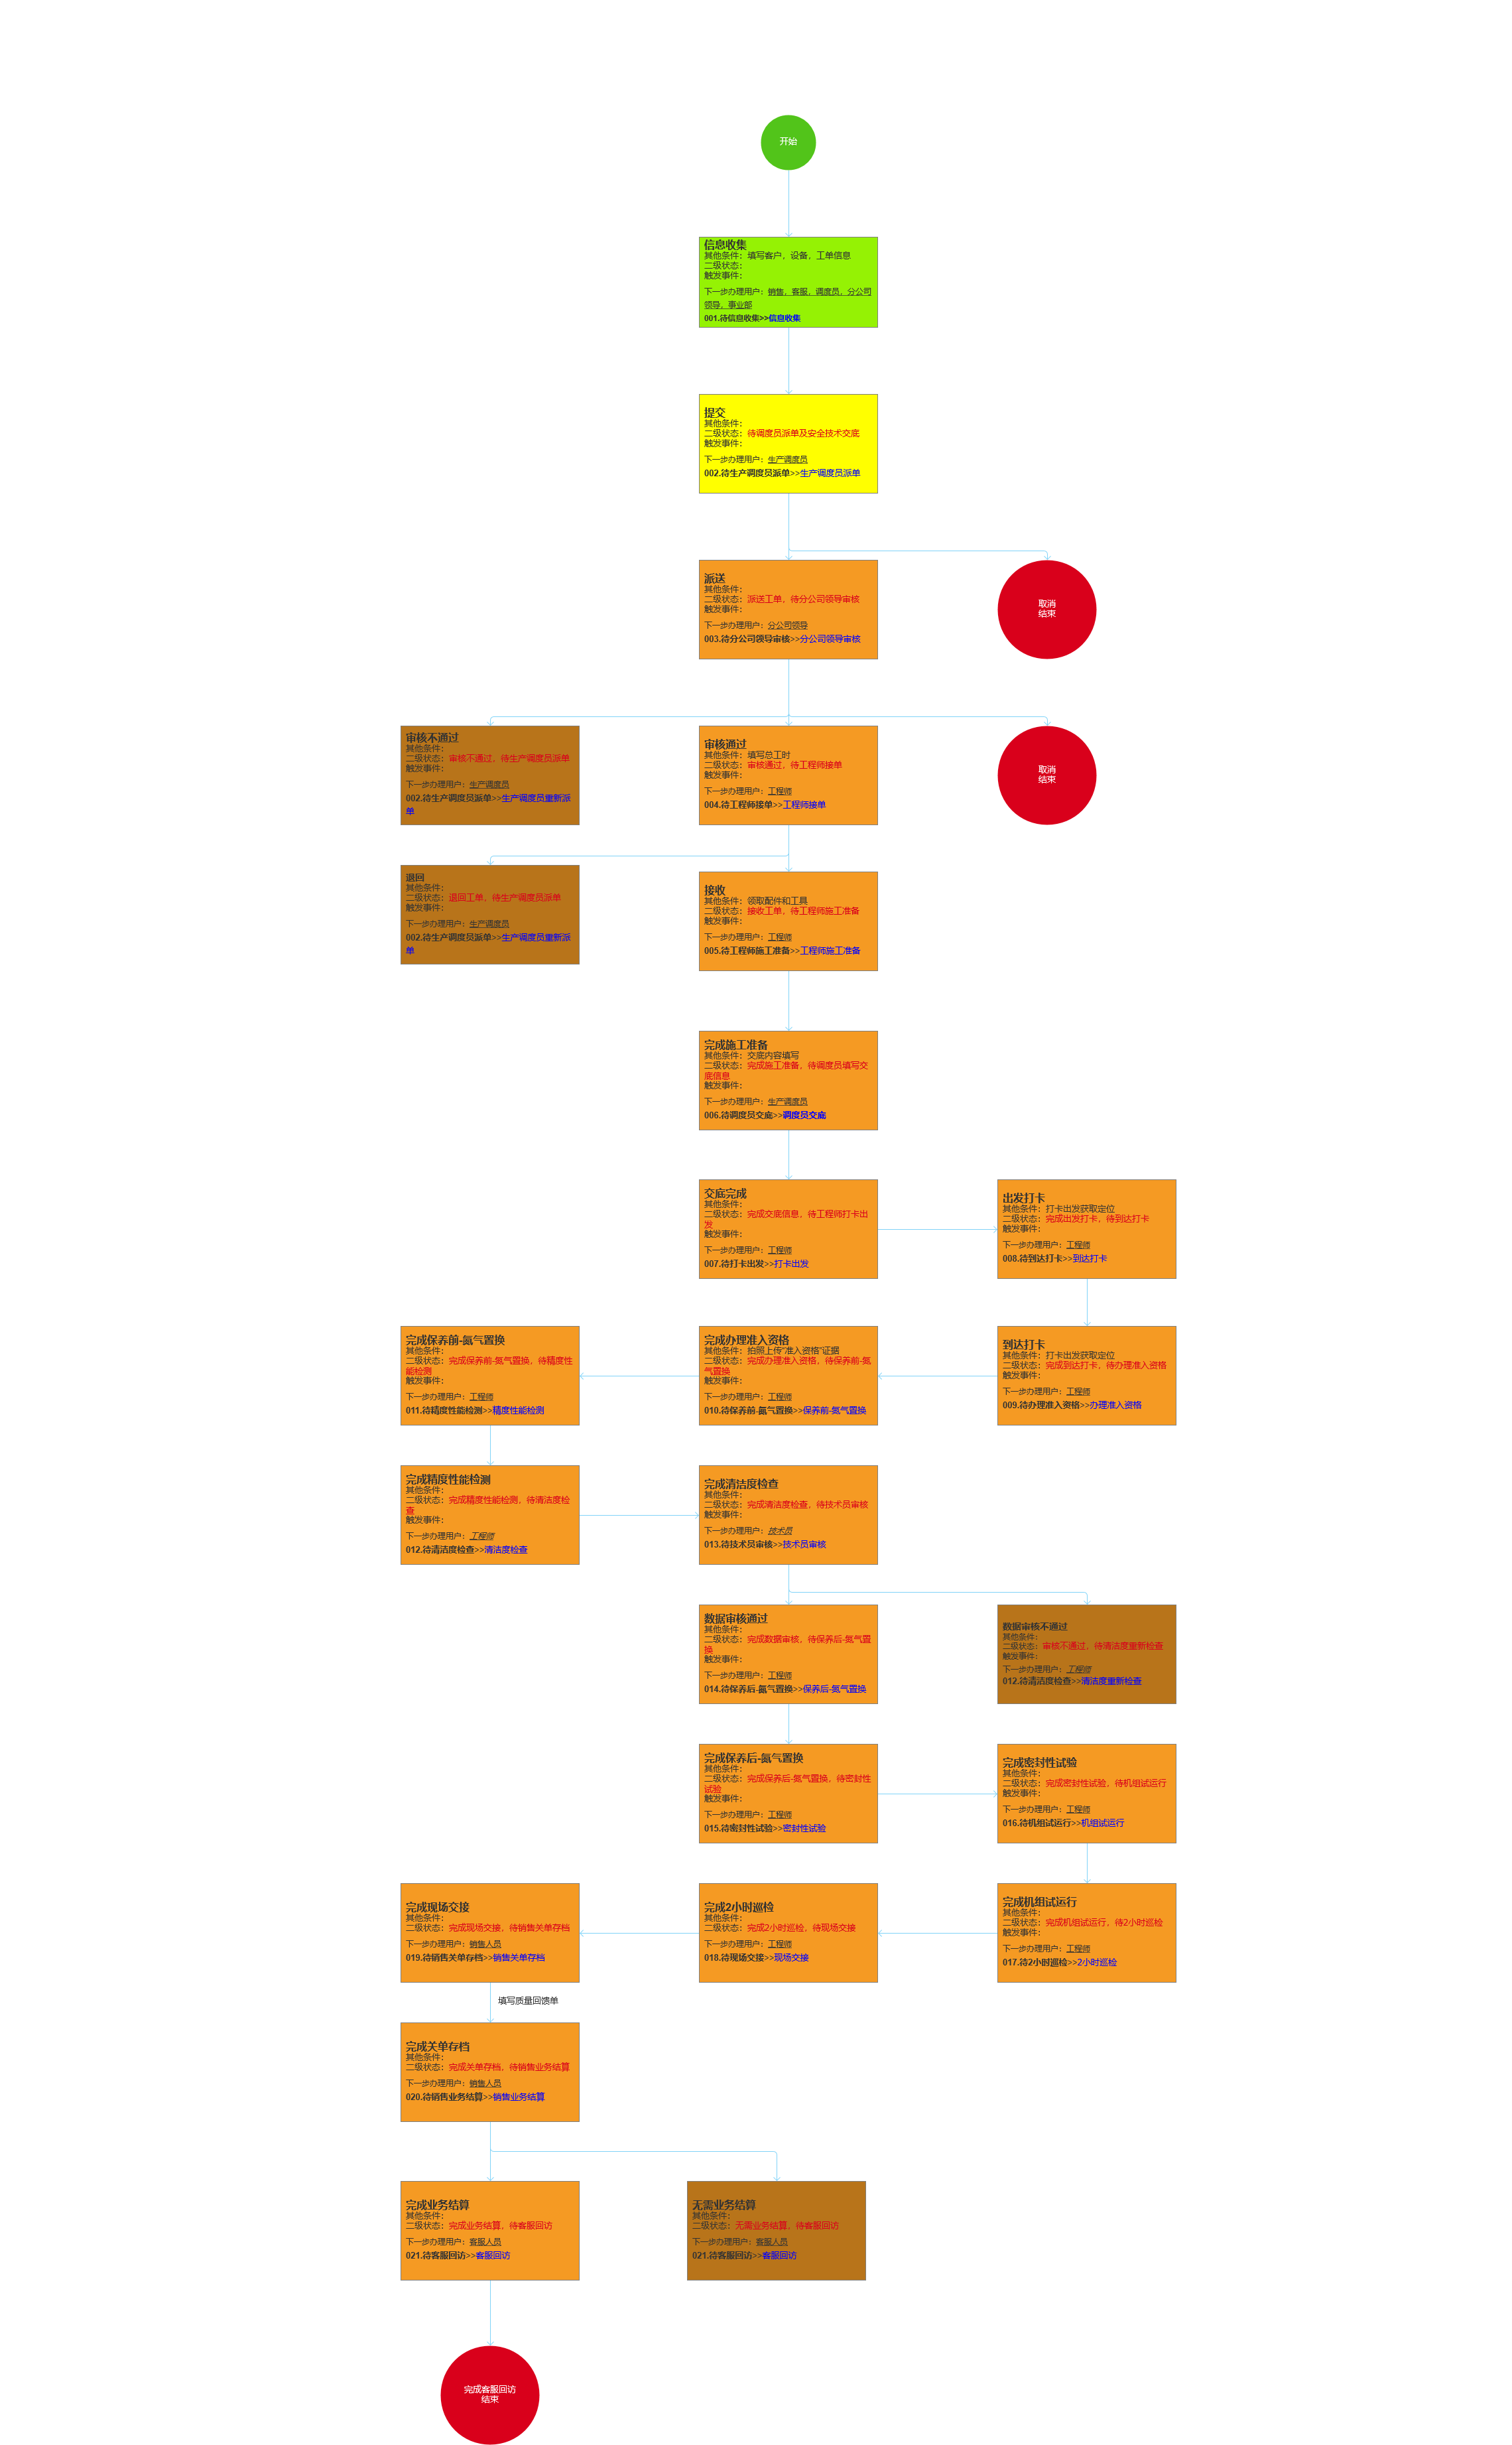 开始
信息收集
其他条件：填写客户，设备，工单信息
二级状态：
触发事件：
下一步办理用户：销售，客服，调度员，分公司
领导，事业部
001.待信息收集>>信息收集
提交
其他条件：
二级状态：待调度员派单及安全技术交底
触发事件：
下一步办理用户：生产调度员
002.待生产调度员派单>>生产调度员派单
派送
其他条件：
二级状态：派送工单，待分公司领导审核
触发事件：
下一步办理用户：分公司领导
003.待分公司领导审核>>分公司领导审核
取消
结束
审核不通过
其他条件：
二级状态：审核不通过，待生产调度员派单
触发事件：
下一步办理用户：生产调度员
002.待生产调度员派单>>生产调度员重新派
单
审核通过
其他条件：填写总工时
二级状态：审核通过，待工程师接单
触发事件：
下一步办理用户：工程师
004.待工程师接单>>工程师接单
取消
结束
退回
其他条件：
二级状态：退回工单，待生产调度员派单
触发事件：
下一步办理用户：生产调度员
002.待生产调度员派单>>生产调度员重新派
单
接收
其他条件：领取配件和工具
二级状态：接收工单，待工程师施工准备
触发事件：
下一步办理用户：工程师
005.待工程师施工准备>>工程师施工准备
完成施工准备
其他条件：交底内容填写
二级状态：完成施工准备，待调度员填写交
底信息
触发事件：
下一步办理用户：生产调度员
006.待调度员交底>>调度员交底
交底完成
其他条件：
二级状态：完成交底信息，待工程师打卡出
发
触发事件：
下一步办理用户：工程师
007.待打卡出发>>打卡出发
出发打卡
其他条件：打卡出发获取定位
二级状态：完成出发打卡，待到达打卡
触发事件：
下一步办理用户：工程师
008.待到达打卡>>到达打卡
到达打卡
其他条件：打卡出发获取定位
二级状态：完成到达打卡，待办理准入资格
触发事件：
下一步办理用户：工程师
009.待办理准入资格>>办理准入资格
完成办理准入资格
其他条件：拍照上传"准入资格"证据
二级状态：完成办理准入资格，待保养前-氮
气置换
触发事件：
下一步办理用户：工程师
010.待保养前-氮气置换>>保养前-氮气置换
完成保养前-氮气置换
其他条件：
二级状态：完成保养前-氮气置换，待精度性
能检测
触发事件：
下一步办理用户：工程师
011.待精度性能检测>>精度性能检测
完成精度性能检测
其他条件：
二级状态：完成精度性能检测，待清洁度检
查
触发事件：
下一步办理用户：工程师
012.待清洁度检查>>清洁度检查
完成清洁度检查
其他条件：
二级状态：完成清洁度检查，待技术员审核
触发事件：
下一步办理用户：技术员
013.待技术员审核>>技术员审核
数据审核通过
其他条件：
二级状态：完成数据审核，待保养后-氮气置
换
触发事件：
下一步办理用户：工程师
014.待保养后-氮气置换>>保养后-氮气置换
数据审核不通过
其他条件：
二级状态：审核不通过，待清洁度重新检查
触发事件：
下一步办理用户：工程师
012.待清洁度检查>>清洁度重新检查
完成保养后-氮气置换
其他条件：
二级状态：完成保养后-氮气置换，待密封性
试验
触发事件：
下一步办理用户：工程师
015.待密封性试验>>密封性试验
完成密封性试验
其他条件：
二级状态：完成密封性试验，待机组试运行
触发事件：
下一步办理用户：工程师
016.待机组试运行>>机组试运行
完成机组试运行
其他条件：
二级状态：完成机组试运行，待2小时巡检
触发事件：
下一步办理用户：工程师
017.待2小时巡检>>2小时巡检
完成2小时巡检
其他条件：
二级状态：完成2小时巡检，待现场交接
下一步办理用户：工程师
018.待现场交接>>现场交接
完成现场交接
其他条件：
二级状态：完成现场交接，待销售关单存档
下一步办理用户：销售人员
019.待销售关单存档>>销售关单存档
填写质量回馈单
完成关单存档
其他条件：
二级状态：完成关单存档，待销售业务结算
下一步办理用户：销售人员
020.待销售业务结算>>销售业务结算
完成业务结算
其他条件：
二级状态：完成业务结算，待客服回访
下一步办理用户：客服人员
021.待客服回访>>客服回访
无需业务结算
其他条件：
二级状态：无需业务结算，待客服回访
下一步办理用户：客服人员
021.待客服回访>>客服回访
完成客服回访
结束